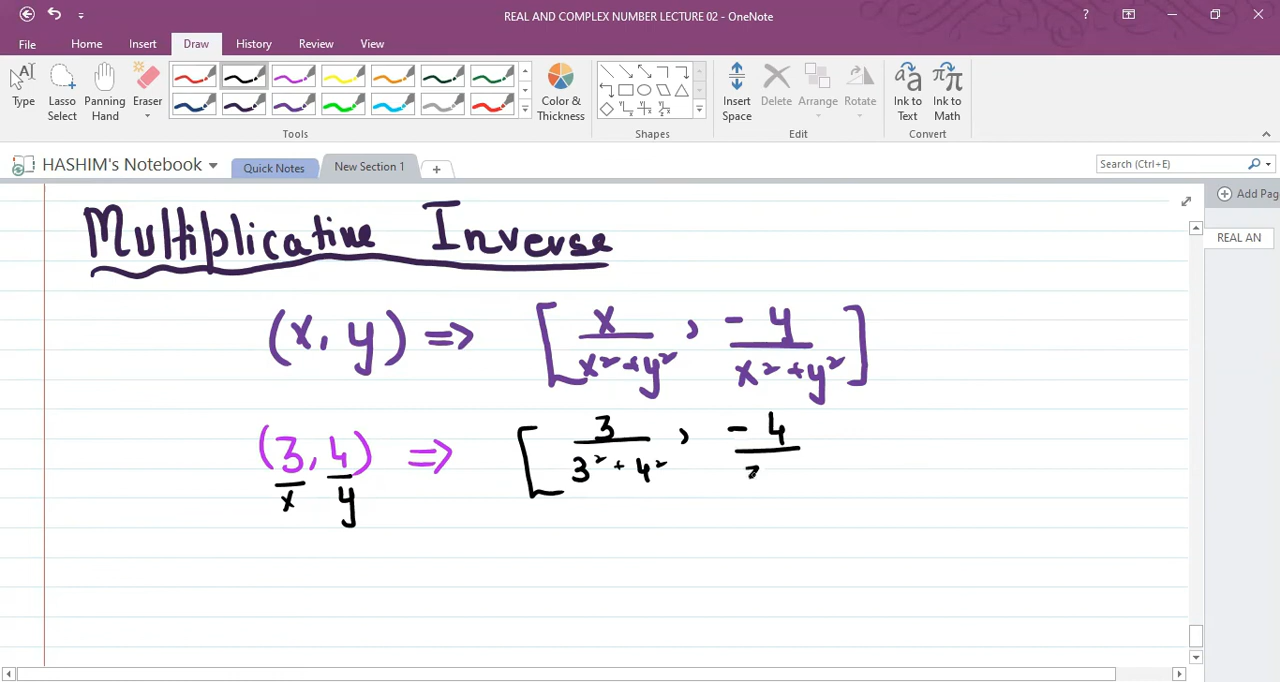 REAL AND COMPLEX NUMBER LECTURE 02 - OneNote
File Home Insert Draw History Review View
Type Lasso Select Panning Hand Eraser Color & Thickness Insert Space Delete Arrange Rotate Ink to Text Ink to Math
Tools Shapes Edit Convert
HASHIM's Notebook Quick Notes New Section 1 Search (Ctrl+E)
Add Pag
REAL AN
Multiplicative Inverse
(x, y) => [x/(x²+y²), -y/(x²+y²)]
(3, 4) => [3/(3²+4²), -4/
x y